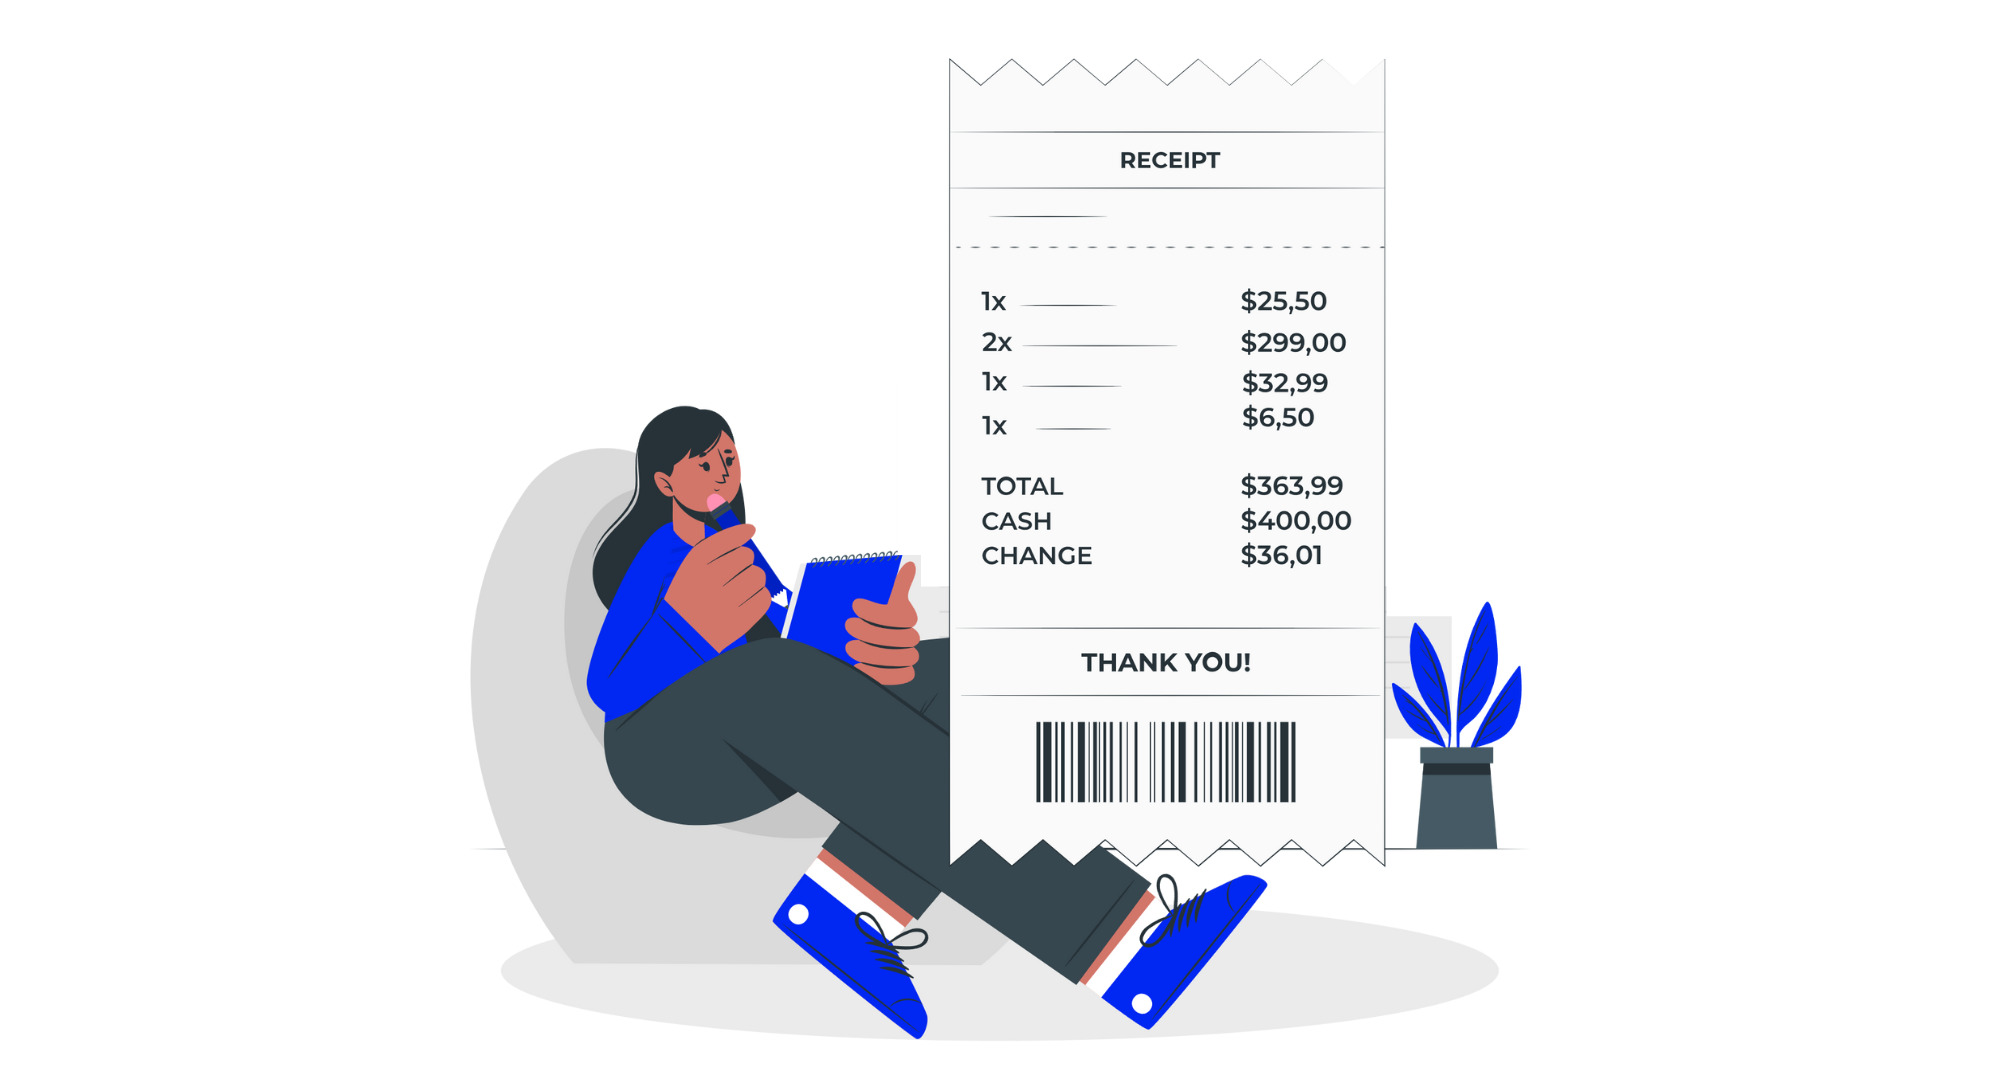 RECEIPT
1x $25,50
2x $299,00
1x $32,99
1x $6,50
TOTAL $363,99
CASH $400,00
CHANGE $36,01
THANK YOU!